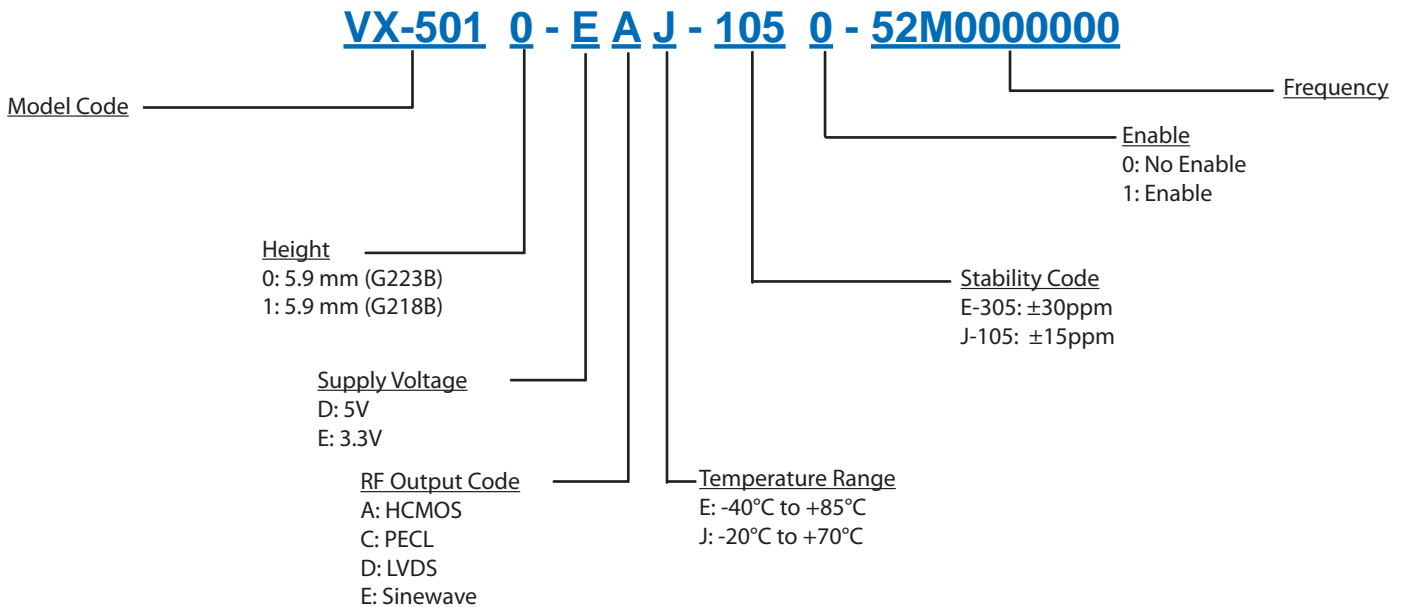 VX-501 0 - E A J - 105 0 - 52M0000000
Model Code
Frequency
Enable
0: No Enable
1: Enable
Height
0: 5.9 mm (G223B)
1: 5.9 mm (G218B)
Stability Code
E-305: ±30ppm
J-105: ±15ppm
Supply Voltage
D: 5V
E: 3.3V
RF Output Code
A: HCMOS
C: PECL
D: LVDS
E: Sinewave
Temperature Range
E: -40°C to +85°C
J: -20°C to +70°C